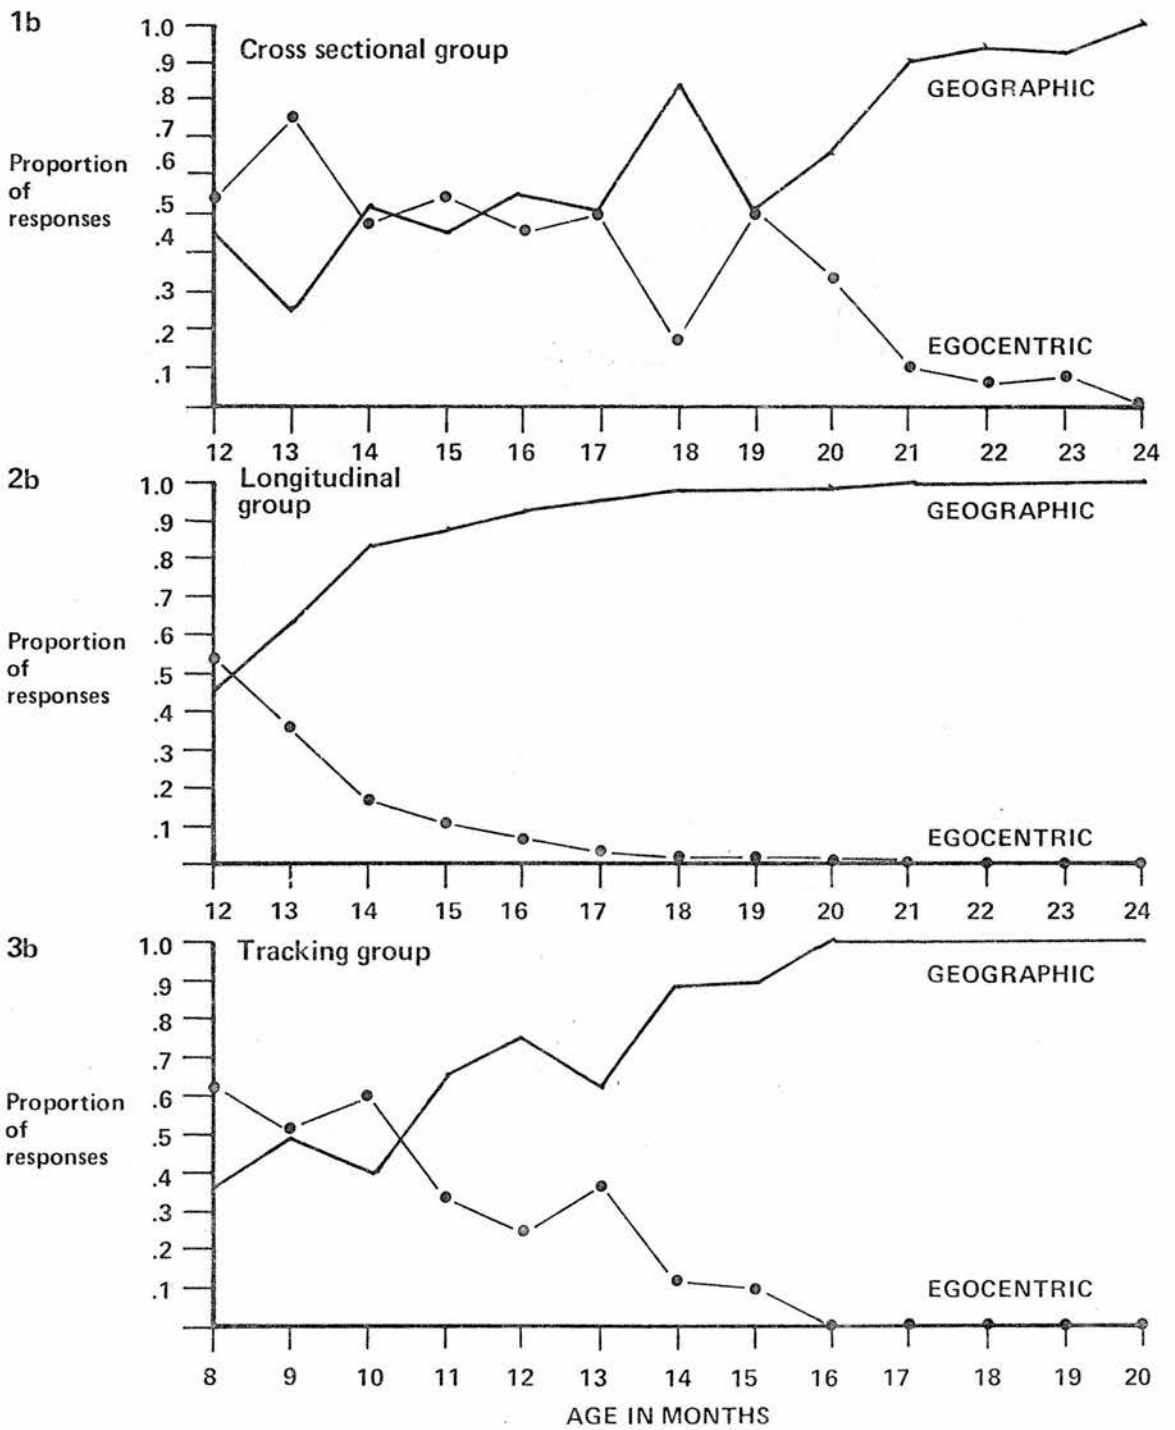 1b
Cross sectional group
1.0
.9
.8
.7
.6
.5
.4
.3
.2
.1
Proportion
of
responses
GEOGRAPHIC
EGOCENTRIC
12 13 14 15 16 17 18 19 20 21 22 23 24
2b
Longitudinal
group
1.0
.9
.8
.7
.6
.5
.4
.3
.2
.1
Proportion
of
responses
GEOGRAPHIC
EGOCENTRIC
12 13 14 15 16 17 18 19 20 21 22 23 24
3b
Tracking group
1.0
.9
.8
.7
.6
.5
.4
.3
.2
.1
Proportion
of
responses
GEOGRAPHIC
EGOCENTRIC
8 9 10 11 12 13 14 15 16 17 18 19 20
AGE IN MONTHS